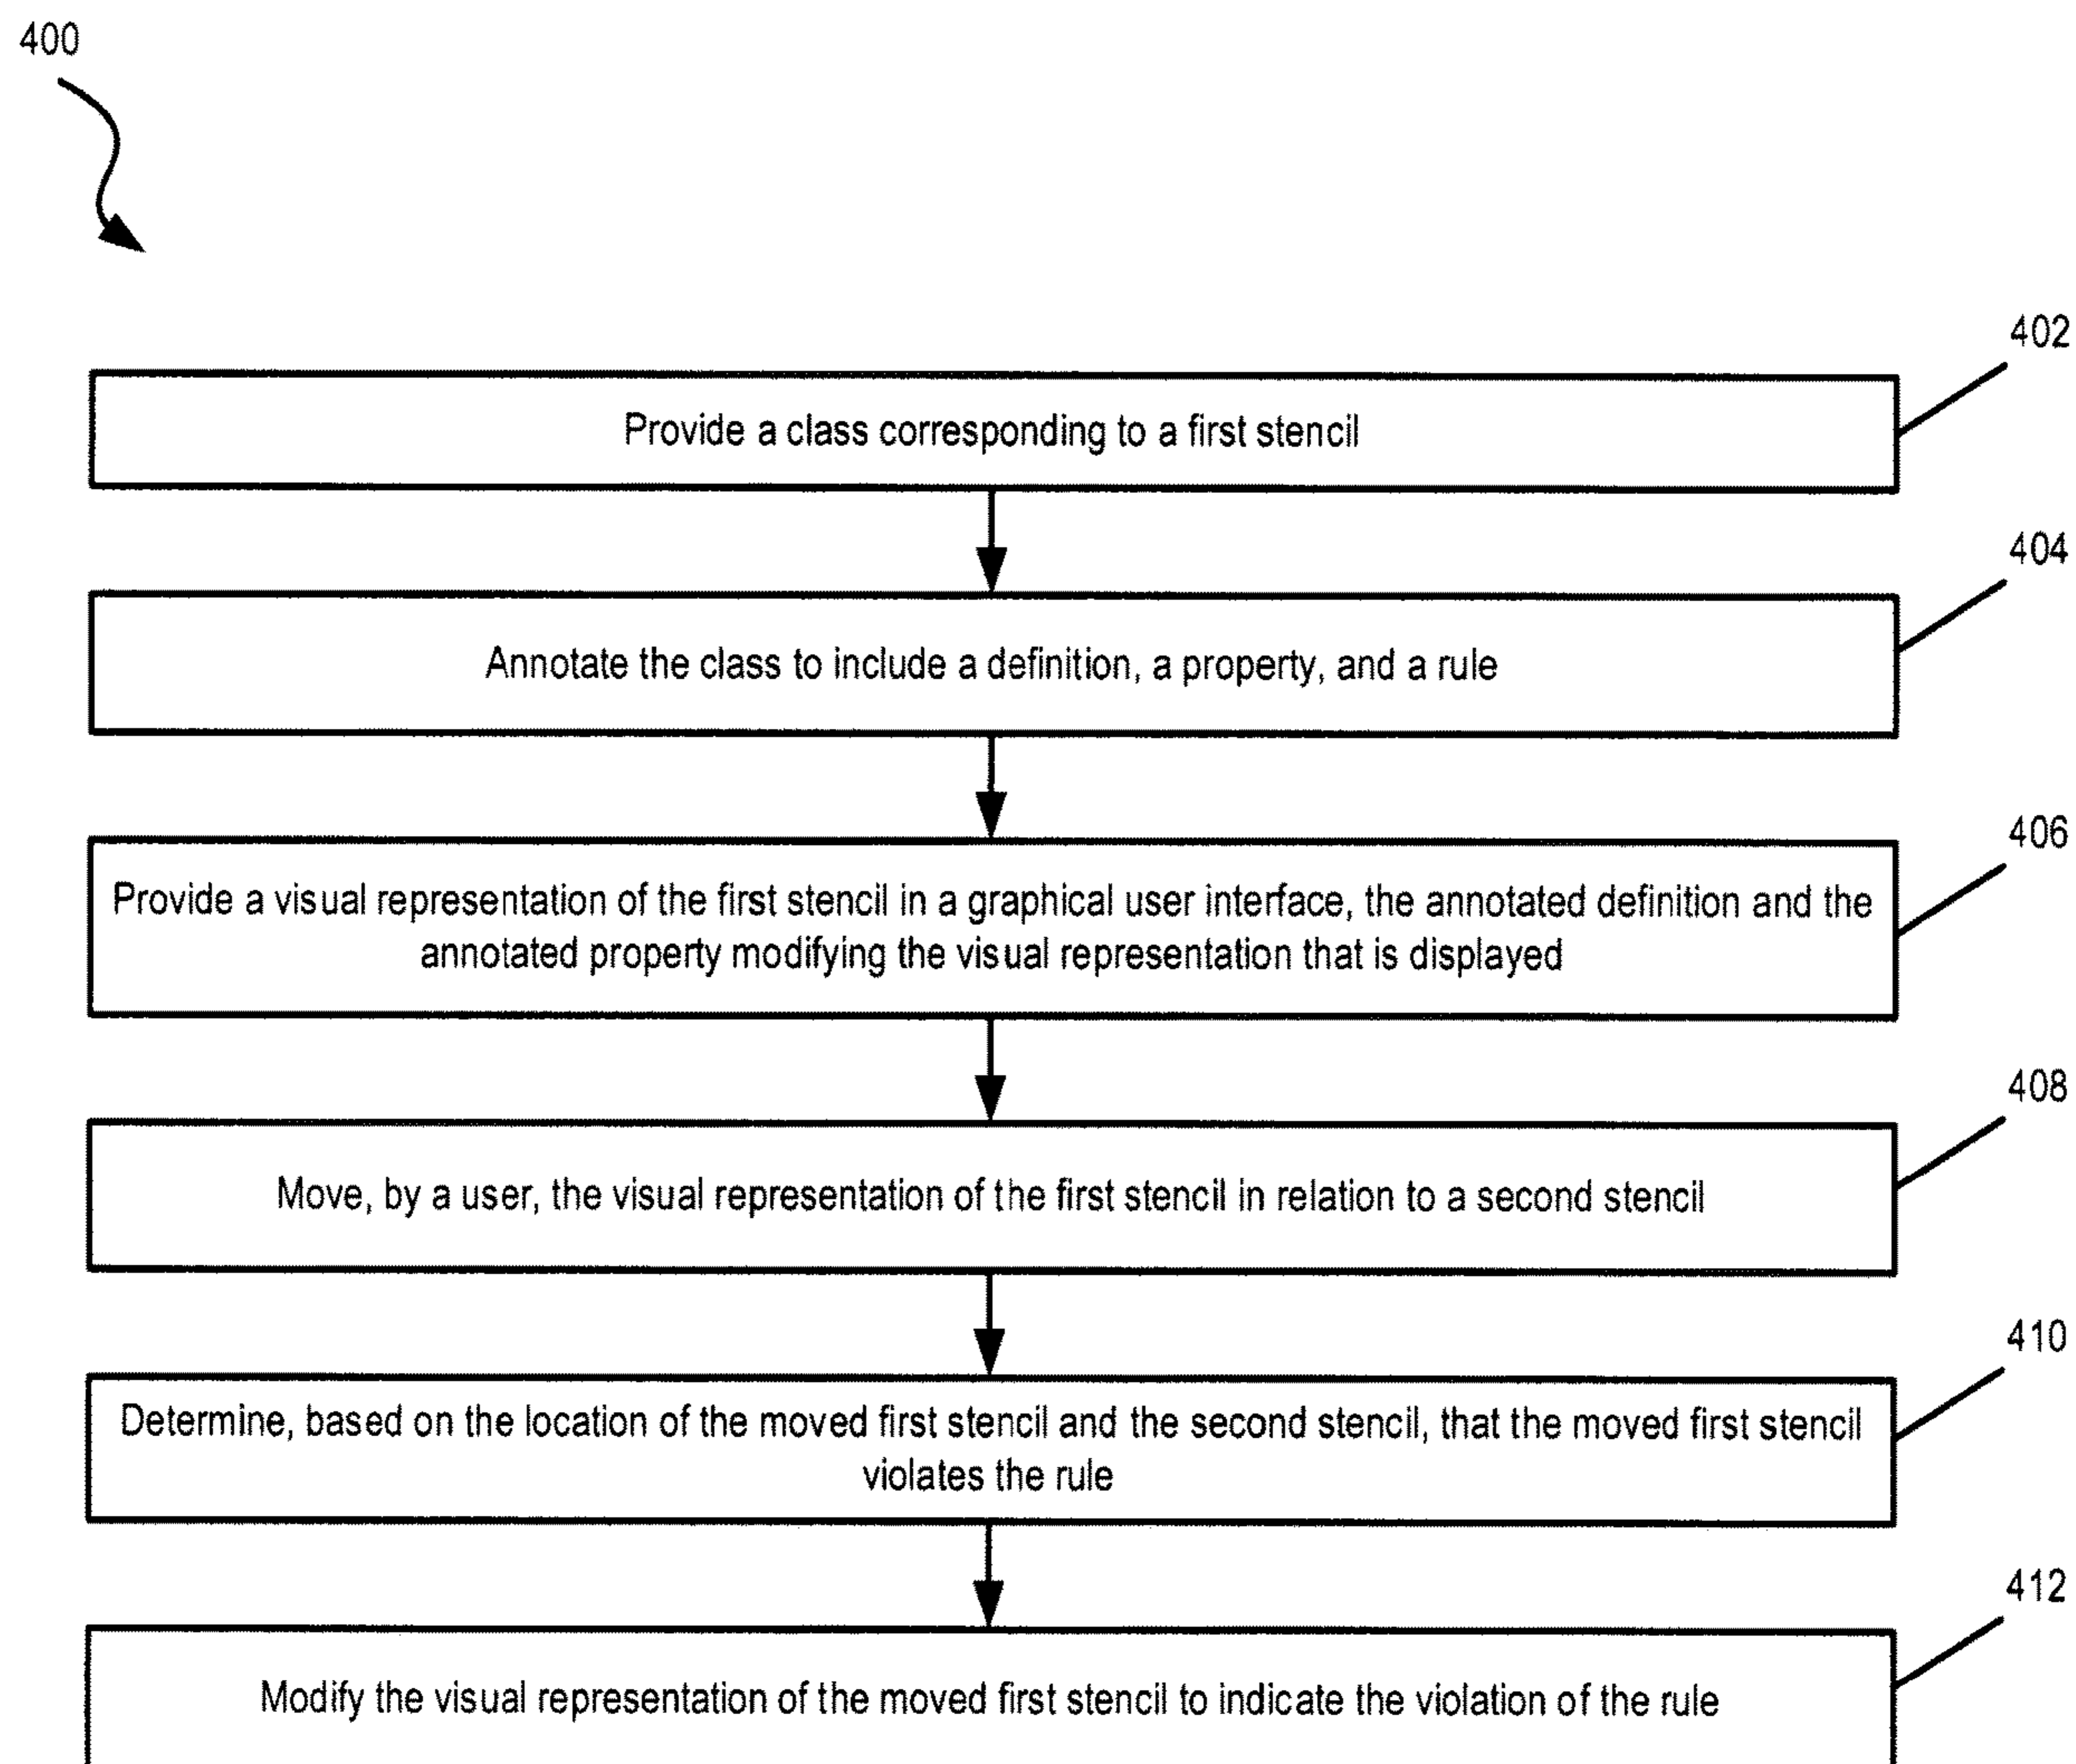 400
402
Provide a class corresponding to a first stencil
404
Annotate the class to include a definition, a property, and a rule
406
Provide a visual representation of the first stencil in a graphical user interface, the annotated definition and the
annotated property modifying the visual representation that is displayed
408
Move, by a user, the visual representation of the first stencil in relation to a second stencil
410
Determine, based on the location of the moved first stencil and the second stencil, that the moved first stencil
violates the rule
412
Modify the visual representation of the moved first stencil to indicate the violation of the rule